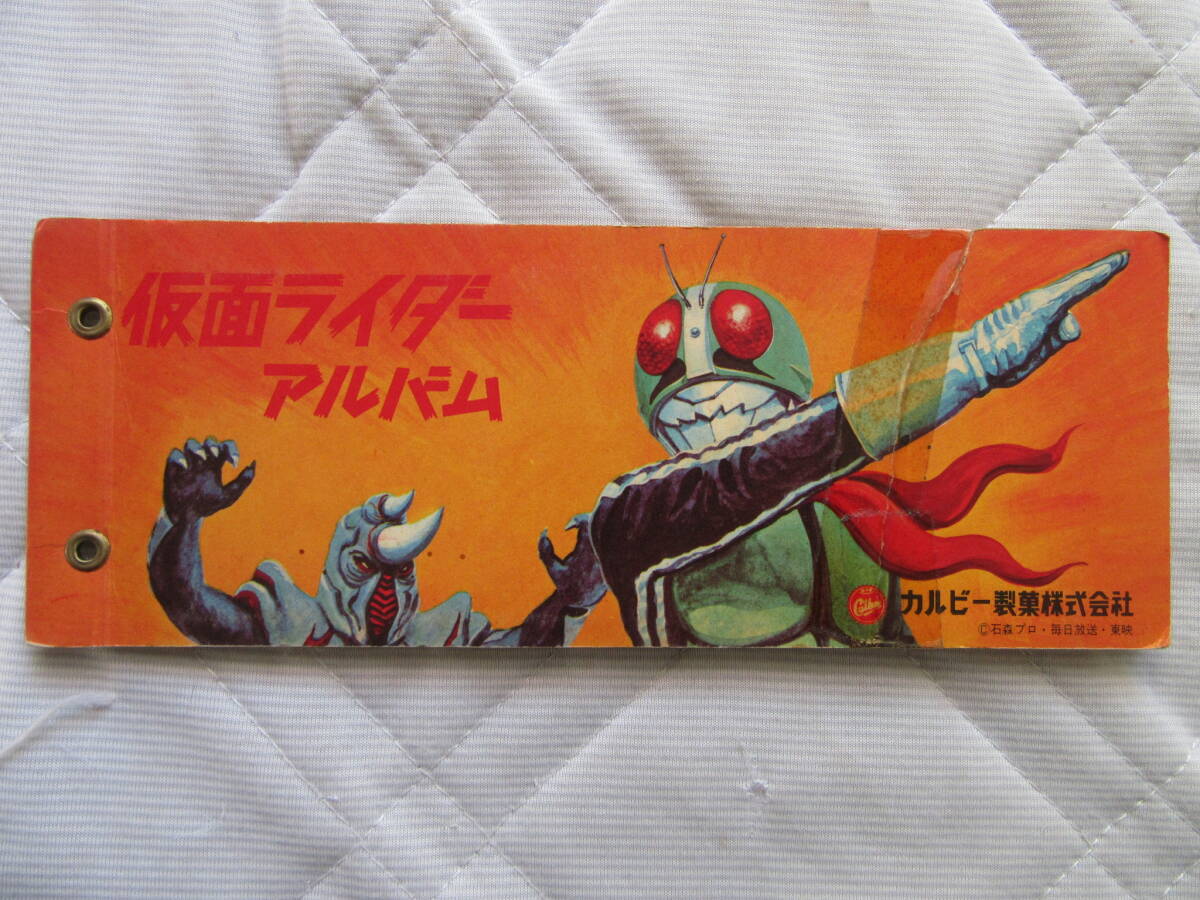 仮面ライダー
アルバム
Calbee
カルビー製菓株式会社
©石森プロ・毎日放送・東映